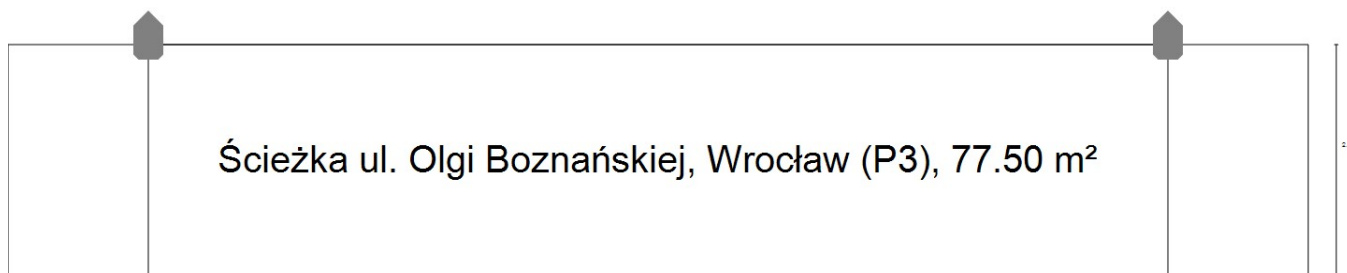 Ścieżka ul. Olgi Boznańskiej, Wrocław (P3), 77.50 m²